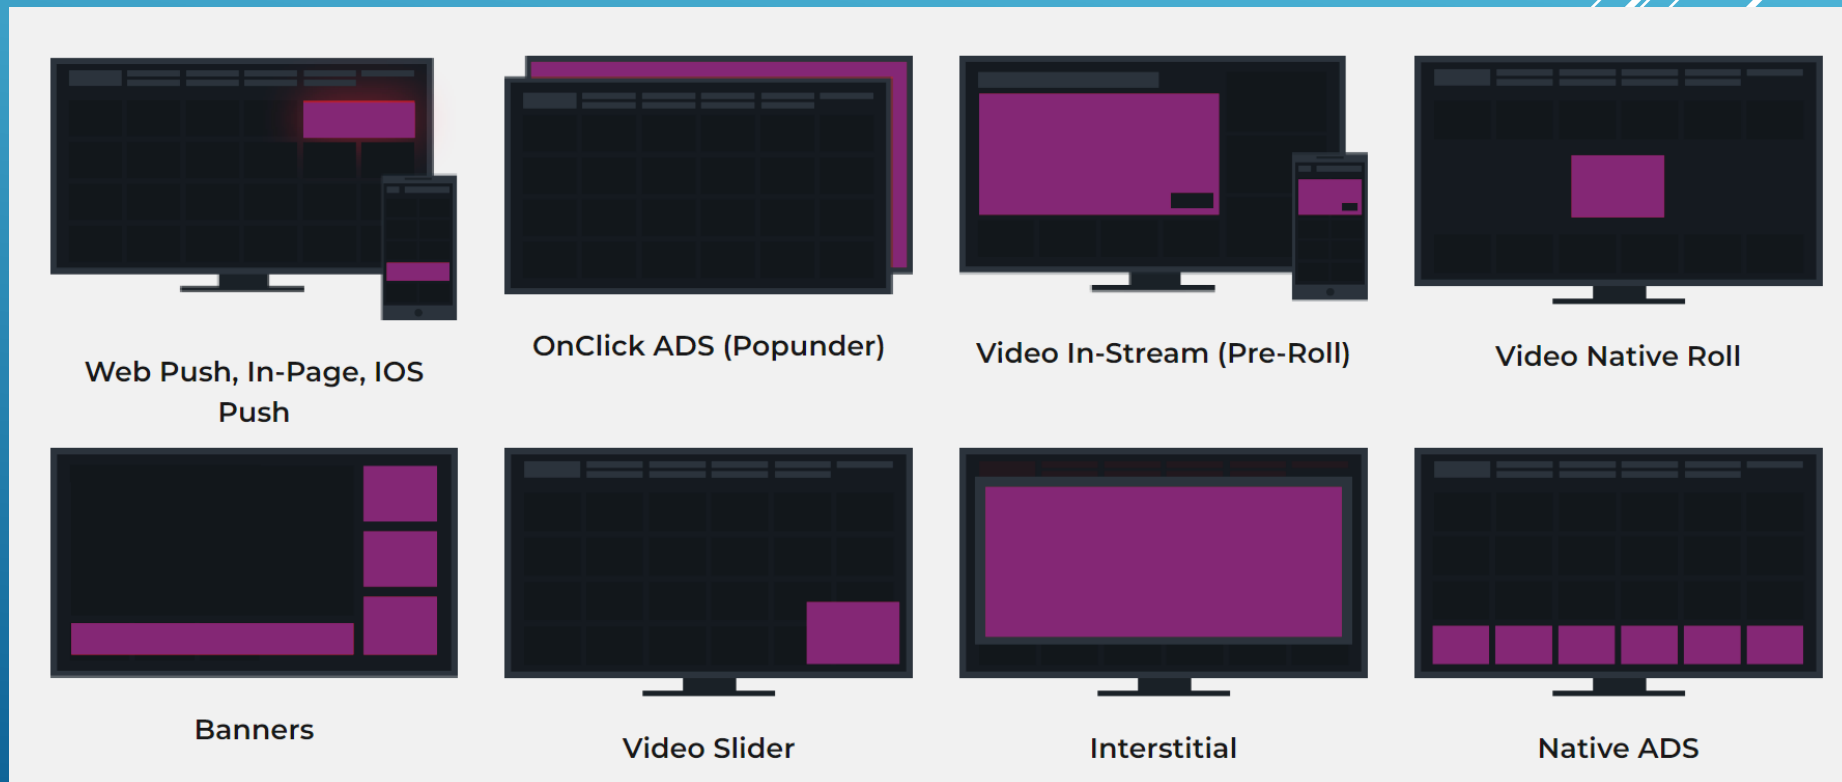 Web Push, In-Page, IOS
Push
OnClick ADS (Popunder)
Video In-Stream (Pre-Roll)
Video Native Roll
Banners
Video Slider
Interstitial
Native ADS